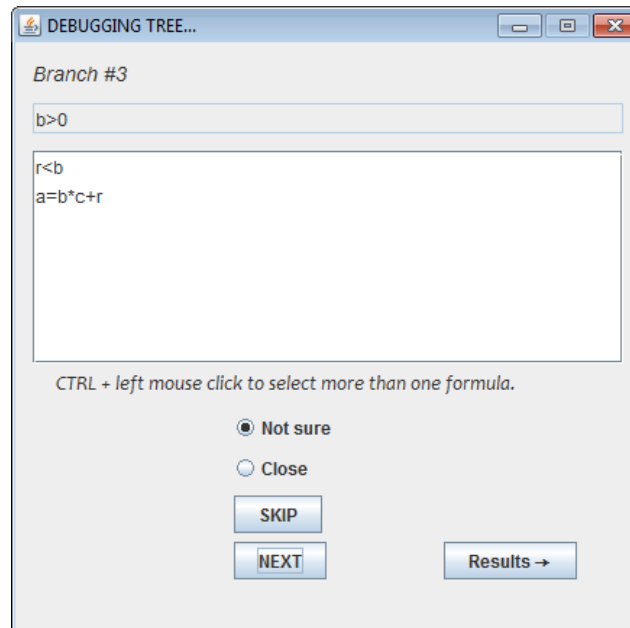 DEBUGGING TREE...
Branch #3
b>0
r<b
a=b*c+r
CTRL + left mouse click to select more than one formula.
Not sure
Close
SKIP
NEXT
Results →